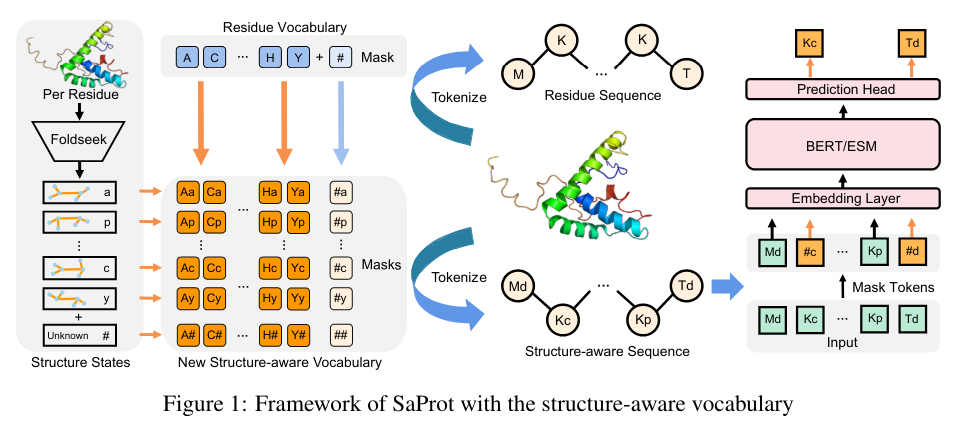 Residue Vocabulary
A C ... H Y + # Mask
Per Residue
Foldseek
a
p
c
y
+
Unknown #
Structure States
Aa Ca ... Ha Ya #a
Ap Cp Hp Yp #p
Masks
Ac Cc Hc Yc #c
Ay Cy ... Hy Yy #y
A# C# ... H# Y# ##
New Structure-aware Vocabulary
Tokenize
M K ... K T
Residue Sequence
Tokenize
Md Kc ... Kp Td
Structure-aware Sequence
Kc Td
Prediction Head
BERT/ESM
Embedding Layer
Md #c ... Kp #d
Mask Tokens
Md Kc ... Kp Td
Input
Figure 1: Framework of SaProt with the structure-aware vocabulary